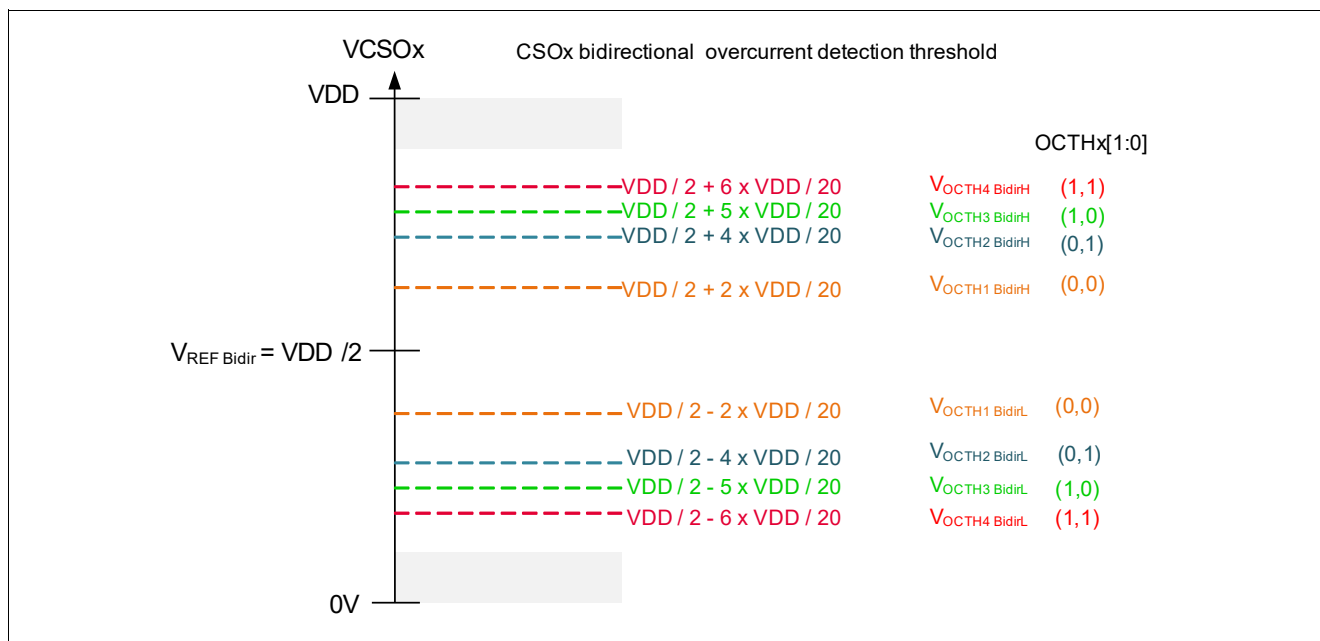 VCSOx CSOx bidirectional overcurrent detection threshold
VDD
OCTHx[1:0]
VDD / 2 + 6 x VDD / 20 VOCTH4 BidirH (1,1)
VDD / 2 + 5 x VDD / 20 VOCTH3 BidirH (1,0)
VDD / 2 + 4 x VDD / 20 VOCTH2 BidirH (0,1)
VDD / 2 + 2 x VDD / 20 VOCTH1 BidirH (0,0)
VREF Bidir = VDD /2
VDD / 2 - 2 x VDD / 20 VOCTH1 BidirL (0,0)
VDD / 2 - 4 x VDD / 20 VOCTH2 BidirL (0,1)
VDD / 2 - 5 x VDD / 20 VOCTH3 BidirL (1,0)
VDD / 2 - 6 x VDD / 20 VOCTH4 BidirL (1,1)
0V